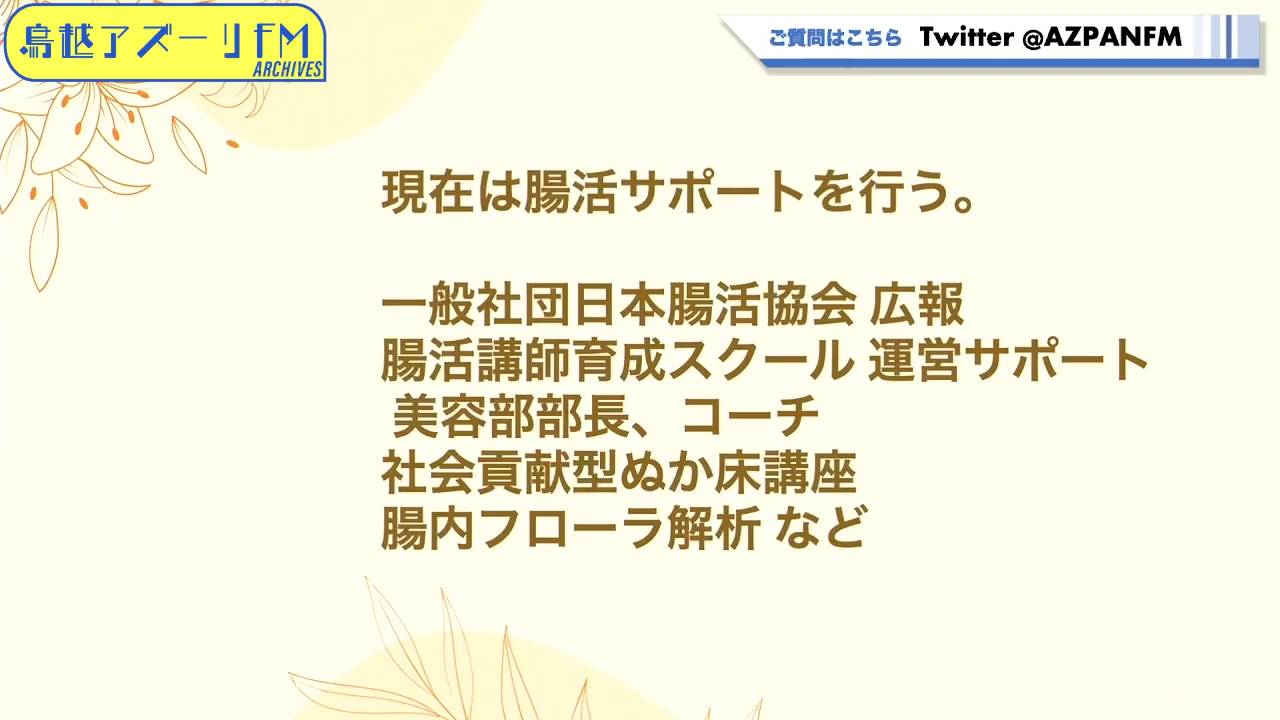 鳥越アズーリFM
ARCHIVES
ご質問はこちら Twitter @AZPANFM
現在は腸活サポートを行う。
一般社団日本腸活協会 広報
腸活講師育成スクール 運営サポート
美容部部長、コーチ
社会貢献型ぬか床講座
腸内フローラ解析 など